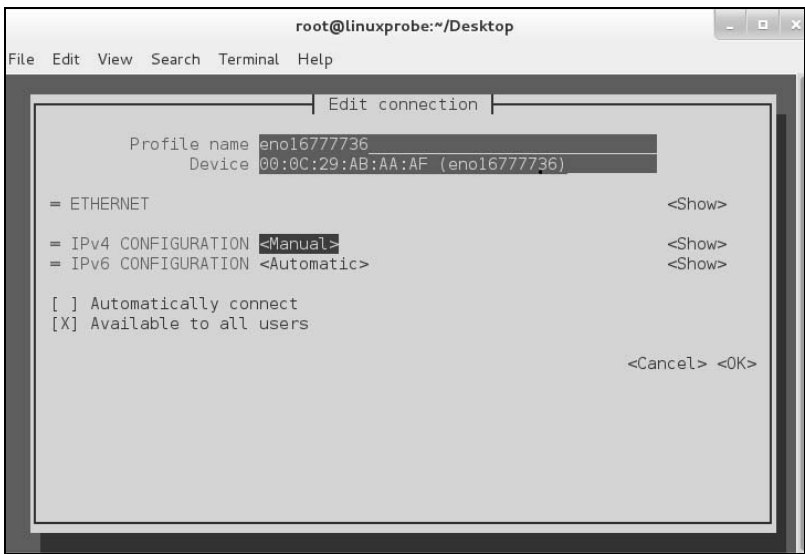 root@linuxprobe:~/Desktop
File Edit View Search Terminal Help
Edit connection
Profile name eno16777736
Device 00:0C:29:AB:AA:AF (eno16777736)
= ETHERNET <Show>
= IPv4 CONFIGURATION <Manual> <Show>
= IPv6 CONFIGURATION <Automatic> <Show>
[ ] Automatically connect
[X] Available to all users
<Cancel> <OK>